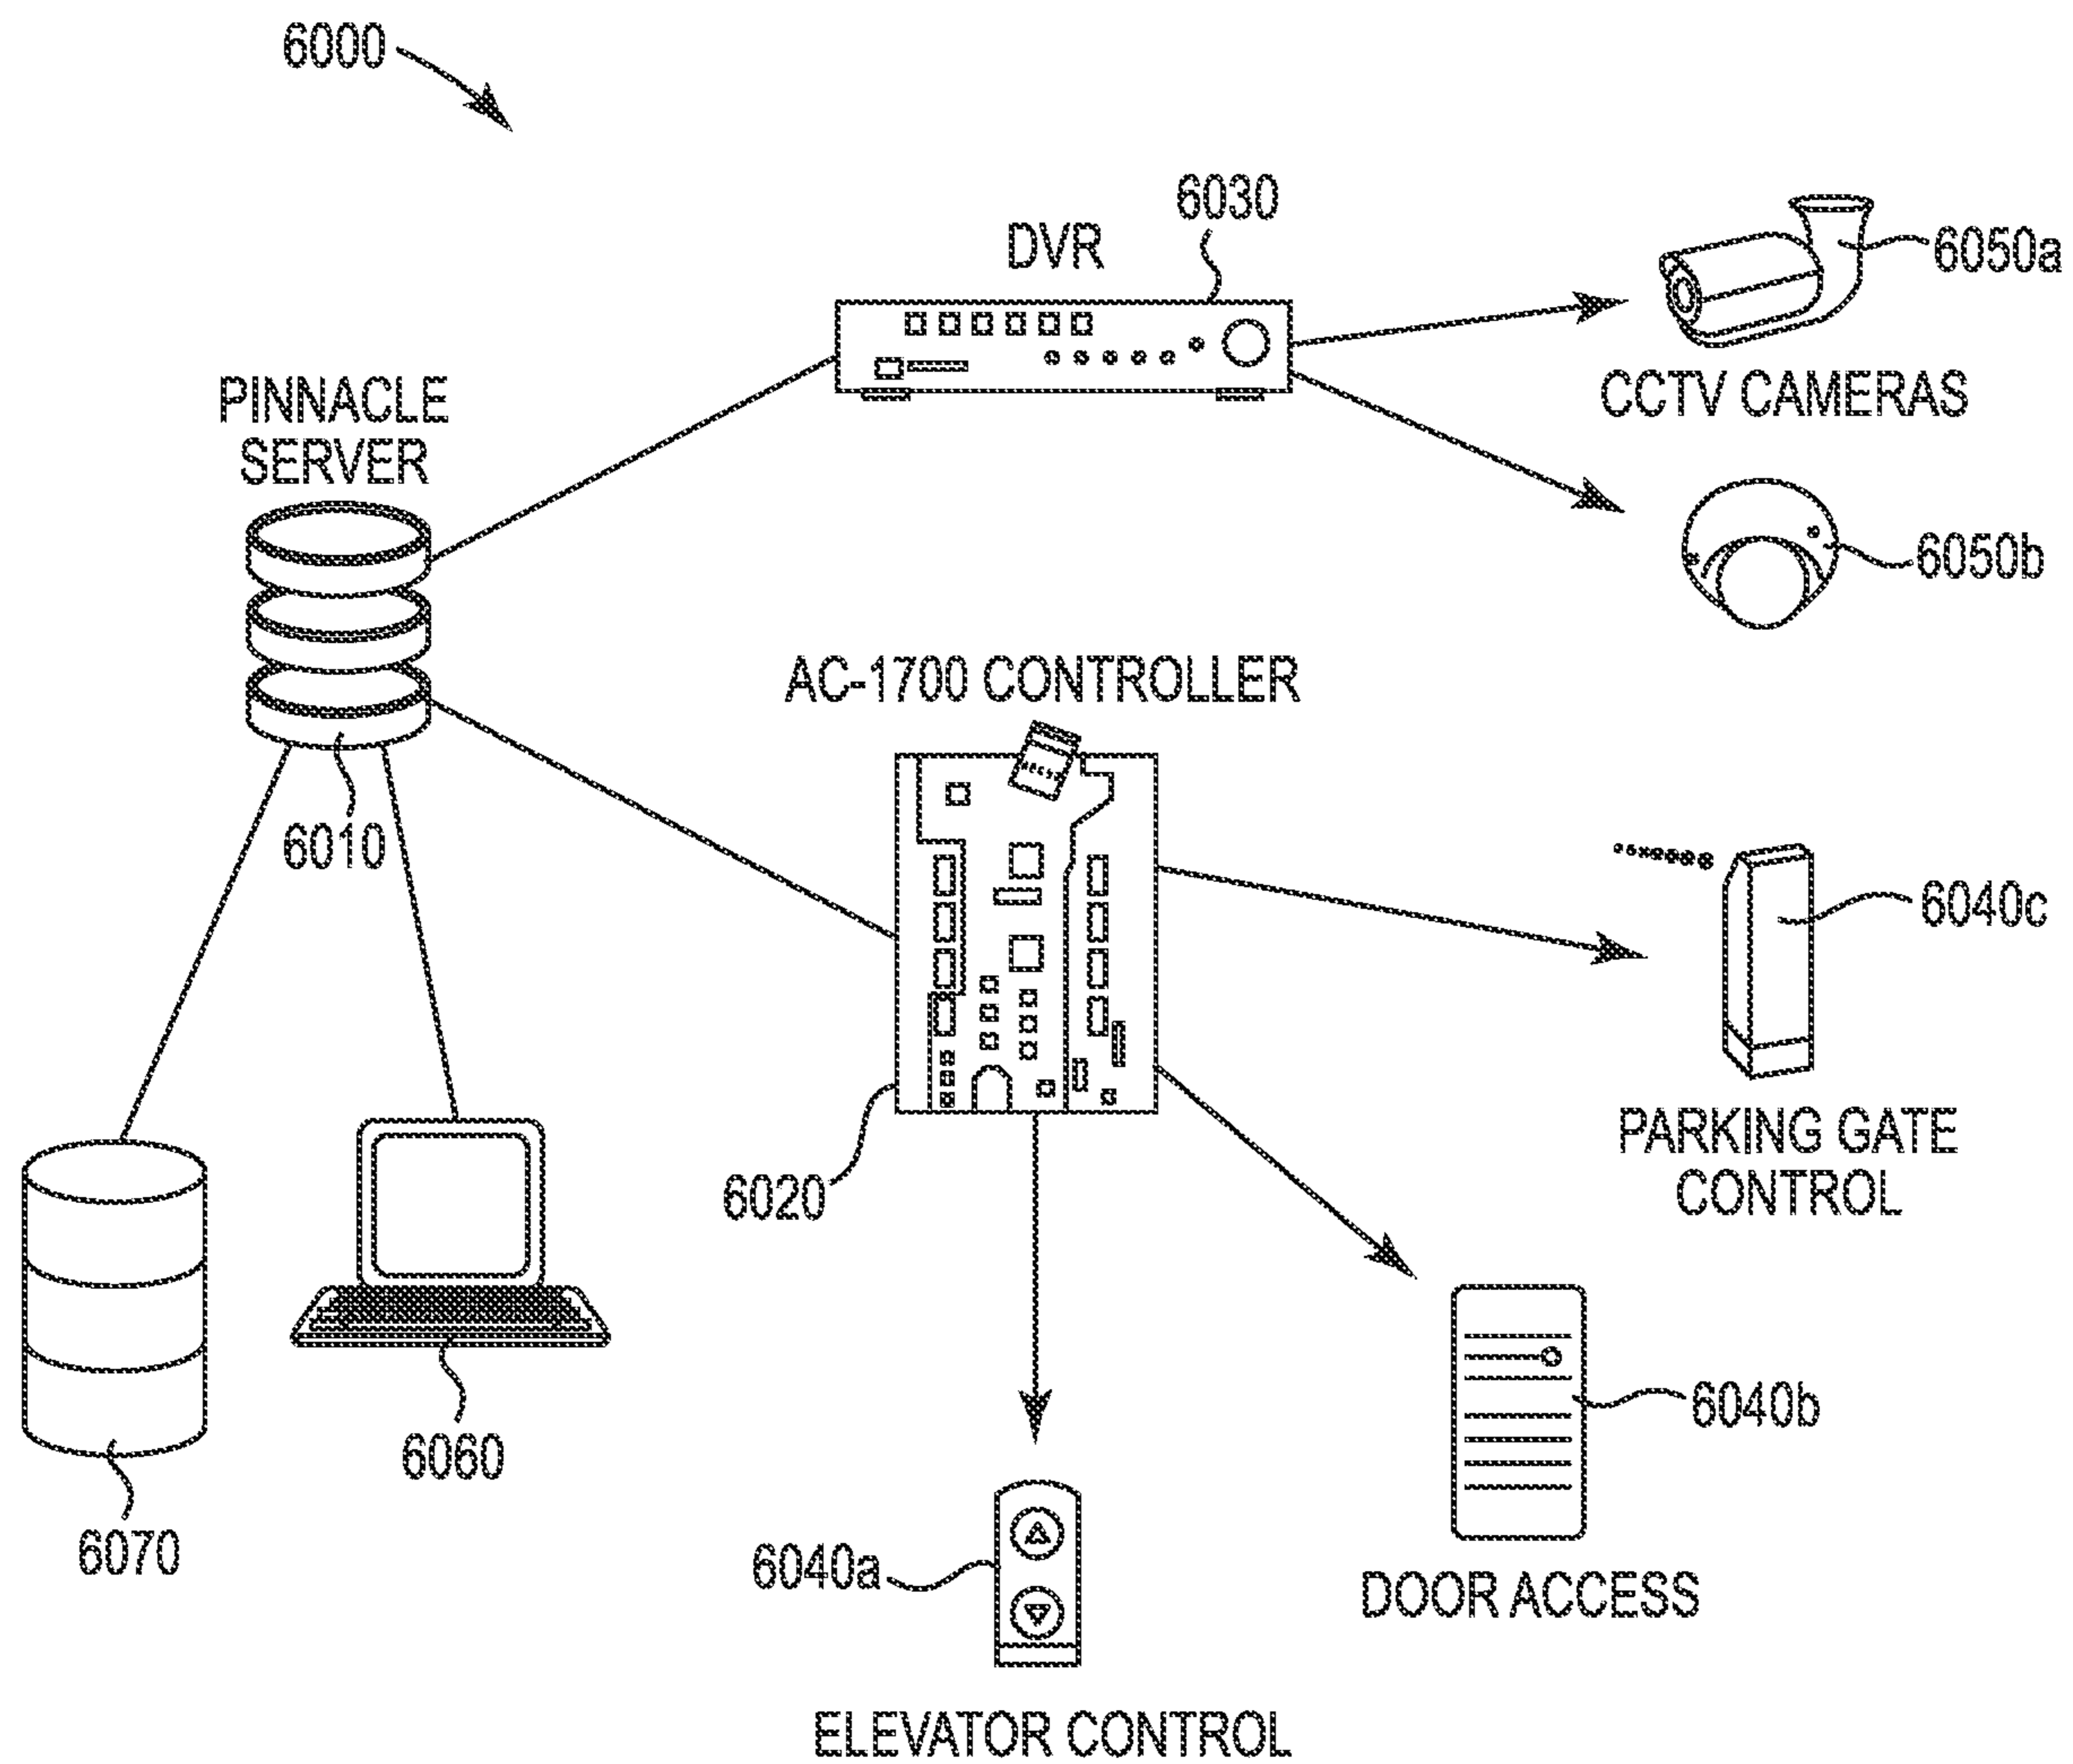 6000
6030
DVR
6050a
CCTV CAMERAS
PINNACLE
SERVER
6050b
AC-1700 CONTROLLER
6010
6040c
PARKING GATE
CONTROL
6020
6040b
6060
6070
6040a
DOOR ACCESS
ELEVATOR CONTROL